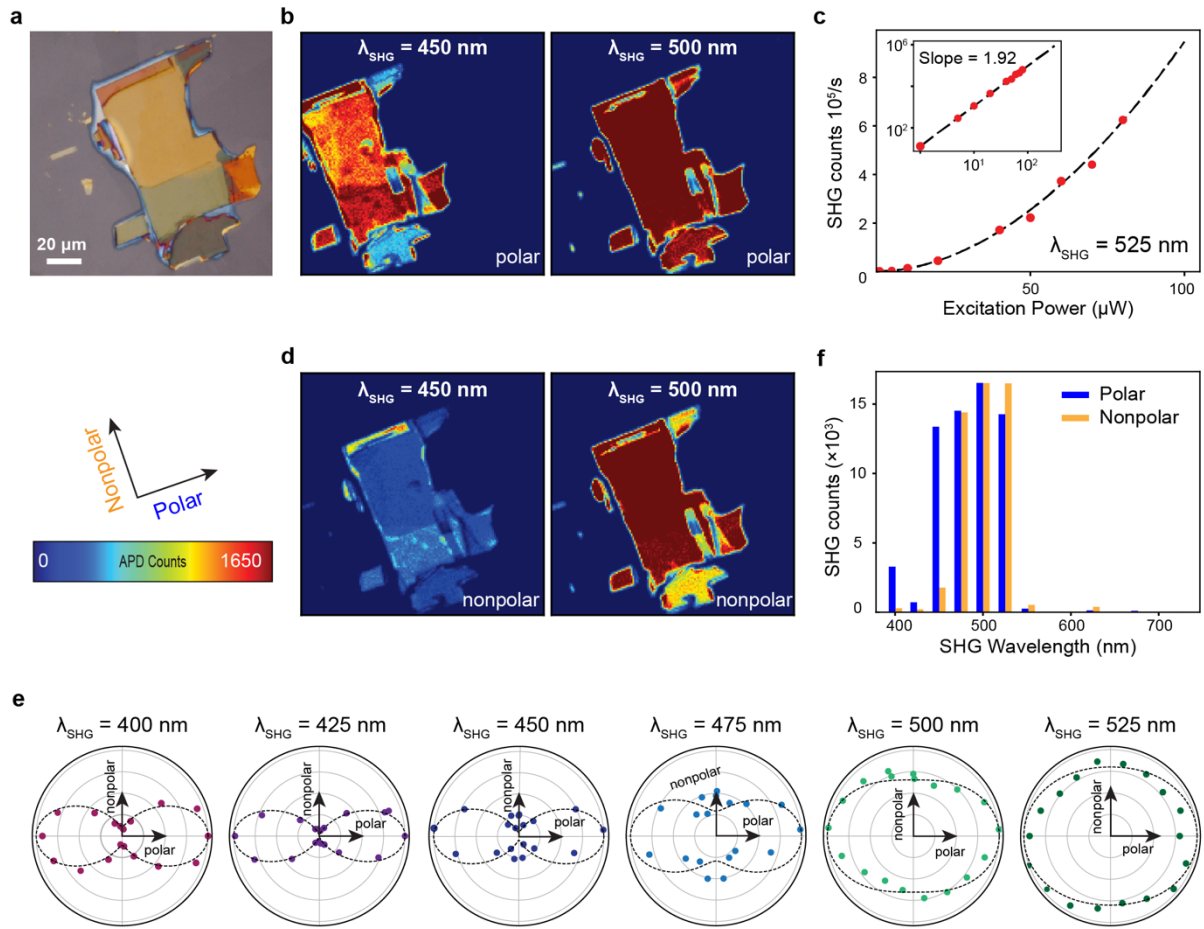 a
20 µm
b
λSHG = 450 nm
polar
λSHG = 500 nm
polar
c
SHG counts 10⁵/s
8
6
4
2
0
10⁶
10²
Slope = 1.92
10¹
10²
λSHG = 525 nm
50
100
Excitation Power (µW)
Nonpolar
Polar
0
APD Counts
1650
d
λSHG = 450 nm
nonpolar
λSHG = 500 nm
nonpolar
f
SHG counts (×10³)
15
10
5
0
Polar
Nonpolar
400
500
600
700
SHG Wavelength (nm)
e
λSHG = 400 nm
nonpolar
polar
λSHG = 425 nm
nonpolar
polar
λSHG = 450 nm
nonpolar
polar
λSHG = 475 nm
nonpolar
polar
λSHG = 500 nm
nonpolar
polar
λSHG = 525 nm
nonpolar
polar